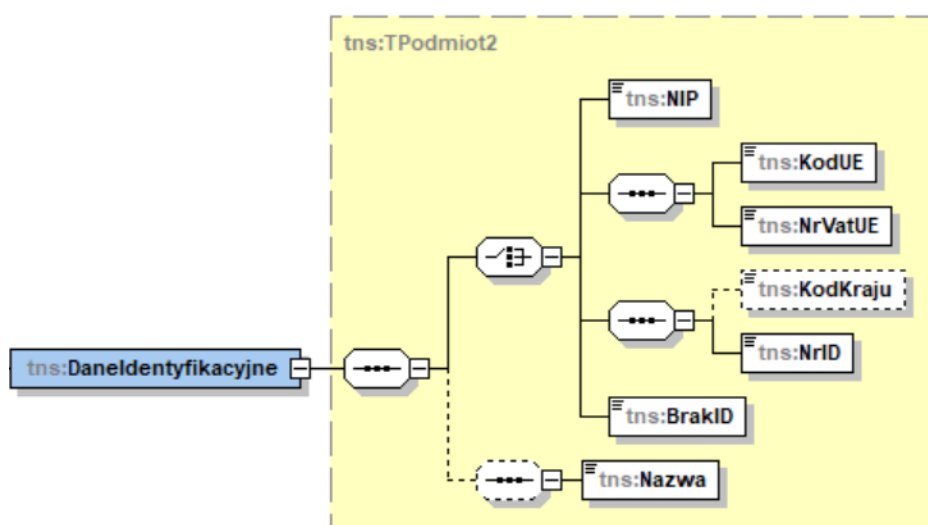 tns:TPodmiot2
tns:NIP
tns:KodUE
tns:NrVatUE
tns:KodKraju
tns:NrID
tns:DaneIdentyfikacyjne
tns:BrakID
tns:Nazwa